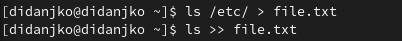 [didanjko@didanjko ~]$ ls /etc/ > file.txt
[didanjko@didanjko ~]$ ls >> file.txt